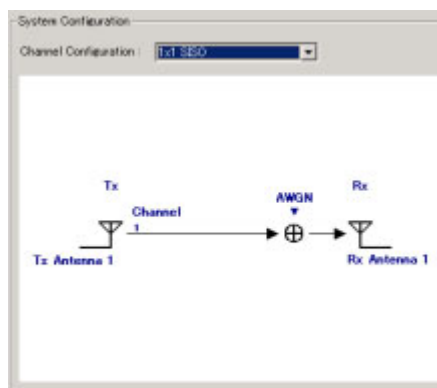 System Configuration
Channel Configuration : 1x1 SISO
Tx
Rx
AWGN
Channel
1
Tx Antenna 1
Rx Antenna 1